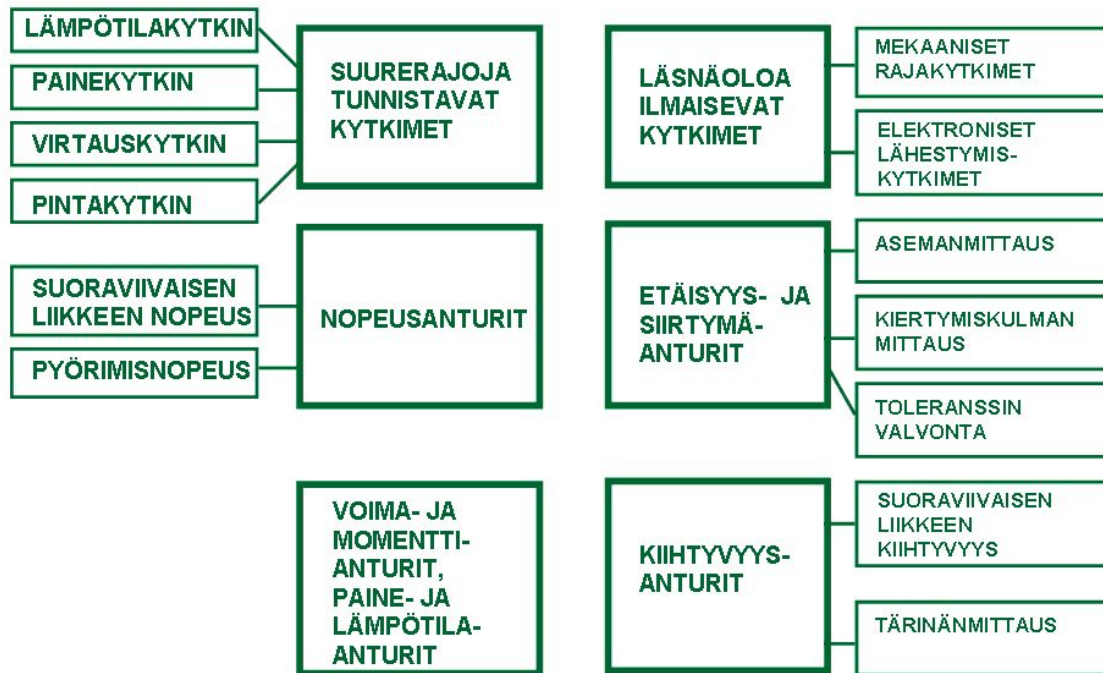 LÄMPÖTILAKYTKIN
PAINEKYTKIN
VIRTAUSKYTKIN
PINTAKYTKIN
SUURERAJOJA
TUNNISTAVAT
KYTKIMET
LÄSNÄOLOA
ILMAISEVAT
KYTKIMET
MEKAANISET
RAJAKYTKIMET
ELEKTRONISET
LÄHESTYMIS-
KYTKIMET
SUORAVIIVAISEN
LIIKKEEN NOPEUS
PYÖRIMISNOPEUS
NOPEUSANTURIT
ETÄISYYS- JA
SIIRTYMÄ-
ANTURIT
ASEMANMITTAUS
KIERTYMISKULMAN
MITTAUS
TOLERANSSIN
VALVONTA
VOIMA- JA
MOMENTTI-
ANTURIT,
PAINE- JA
LÄMPÖTILA-
ANTURIT
KIIHTYVYYS-
ANTURIT
SUORAVIIVAISEN
LIIKKEEN
KIIHTYVYYS
TÄRINÄNMITTAUS